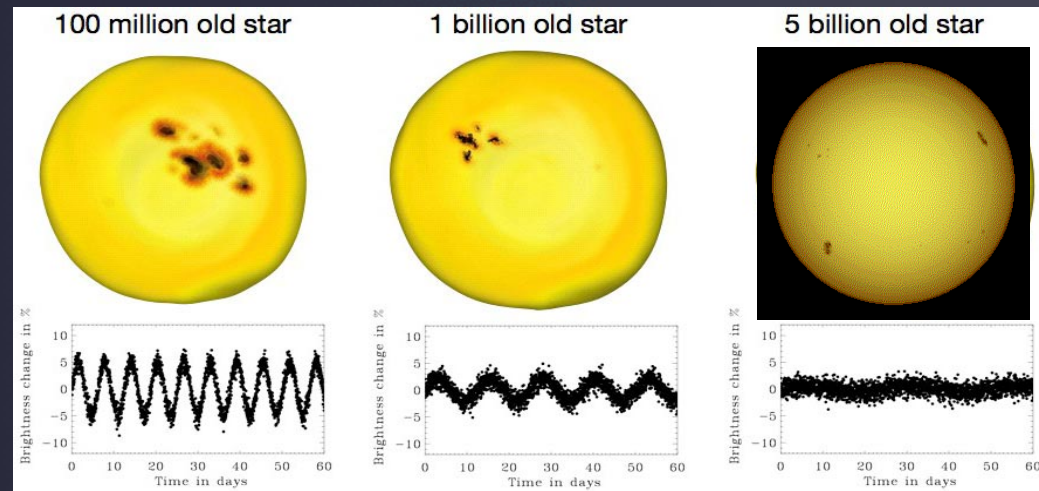 100 million old star
1 billion old star
5 billion old star
Brightness change in %
10
5
0
−5
−10
0 10 20 30 40 50 60
Time in days
Brightness change in %
10
5
0
−5
−10
0 10 20 30 40 50 60
Time in days
Brightness change in %
10
5
0
−5
−10
0 10 20 30 40 50 60
Time in days